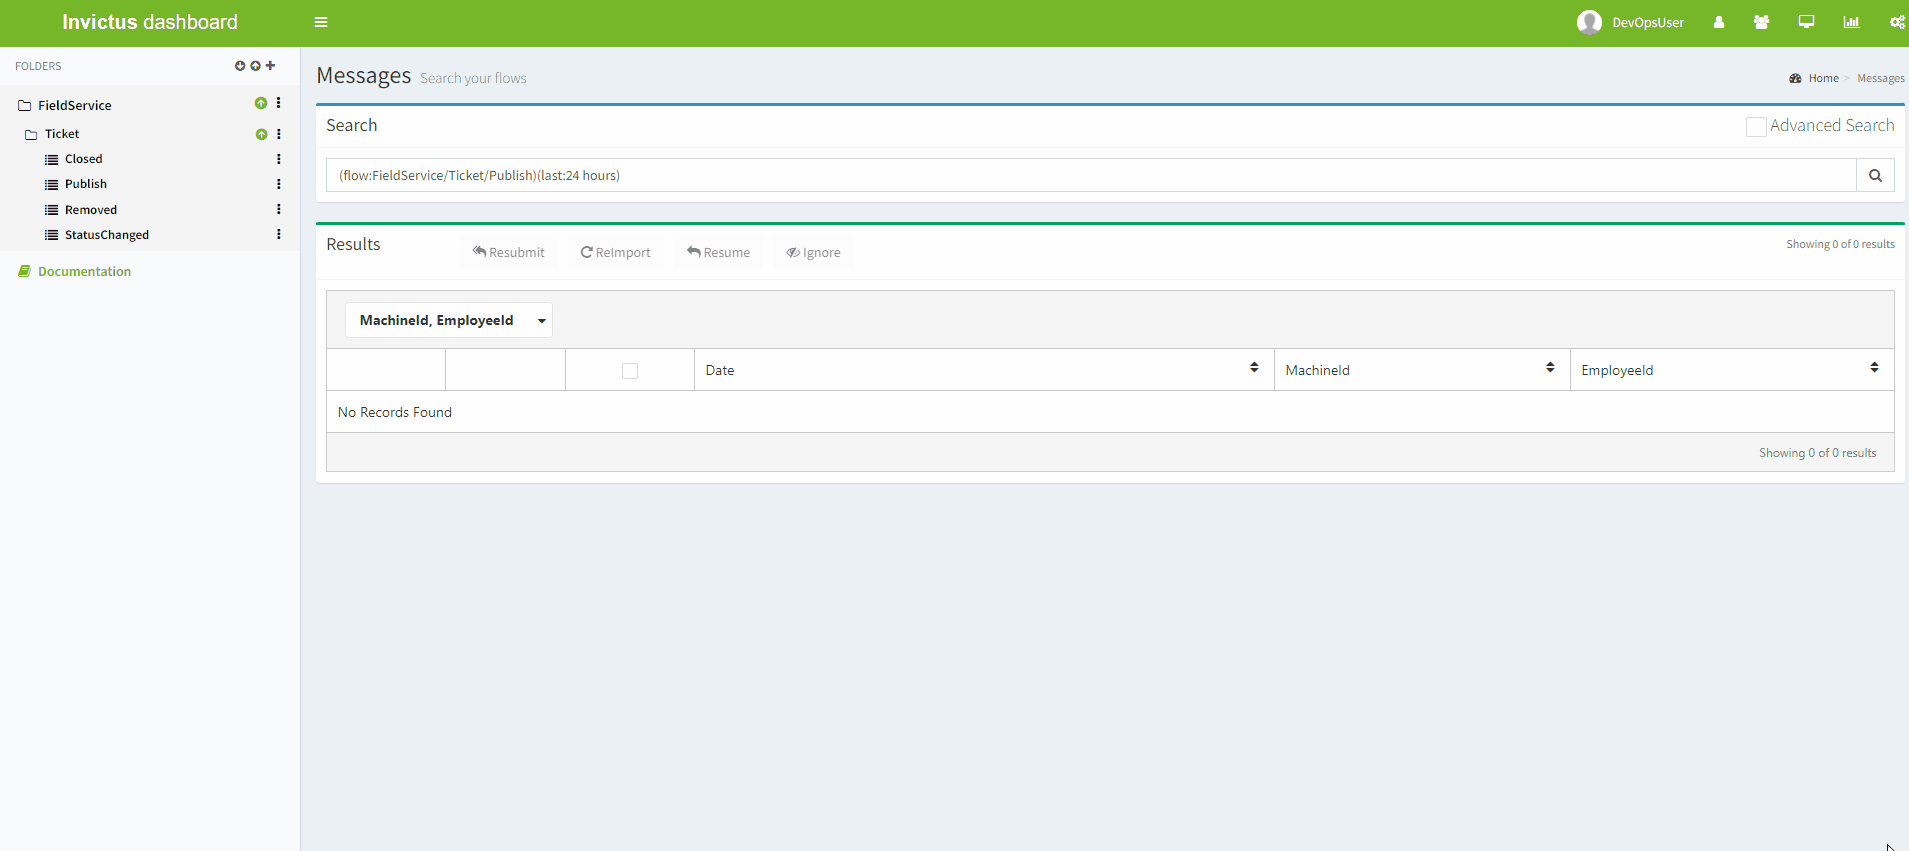 Invictus dashboard
DevOpsUser
FOLDERS
FieldService
Ticket
Closed
Publish
Removed
StatusChanged
Documentation
Messages Search your flows
Home > Messages
Search
Advanced Search
(flow:FieldService/Ticket/Publish)(last:24 hours)
Results
Resubmit ReImport Resume Ignore
Showing 0 of 0 results
MachineId, EmployeeId
Date MachineId EmployeeId
No Records Found
Showing 0 of 0 results